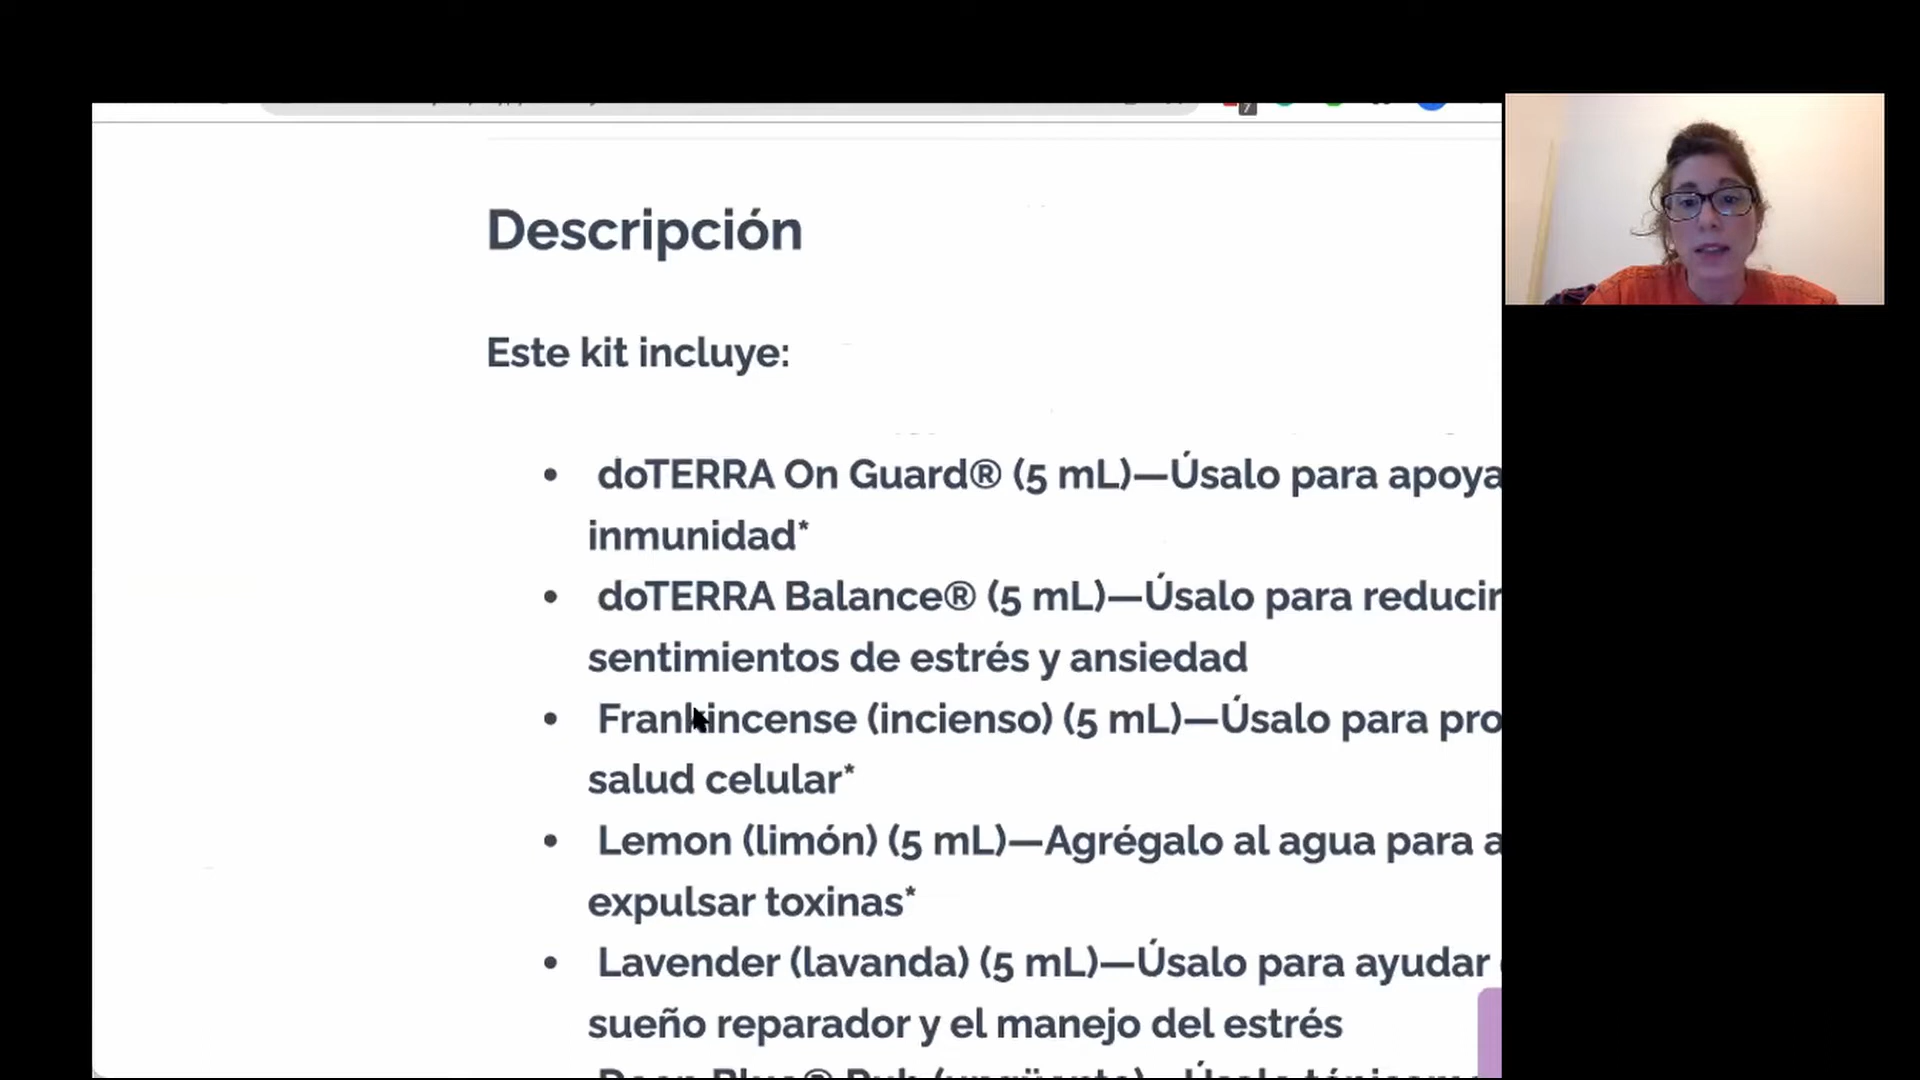 Descripción
Este kit incluye:
doTERRA On Guard® (5 mL)—Úsalo para apoya
inmunidad*
doTERRA Balance® (5 mL)—Úsalo para reducir
sentimientos de estrés y ansiedad
Frankincense (incienso) (5 mL)—Úsalo para pro
salud celular*
Lemon (limón) (5 mL)—Agrégalo al agua para a
expulsar toxinas*
Lavender (lavanda) (5 mL)—Úsalo para ayudar
sueño reparador y el manejo del estrés